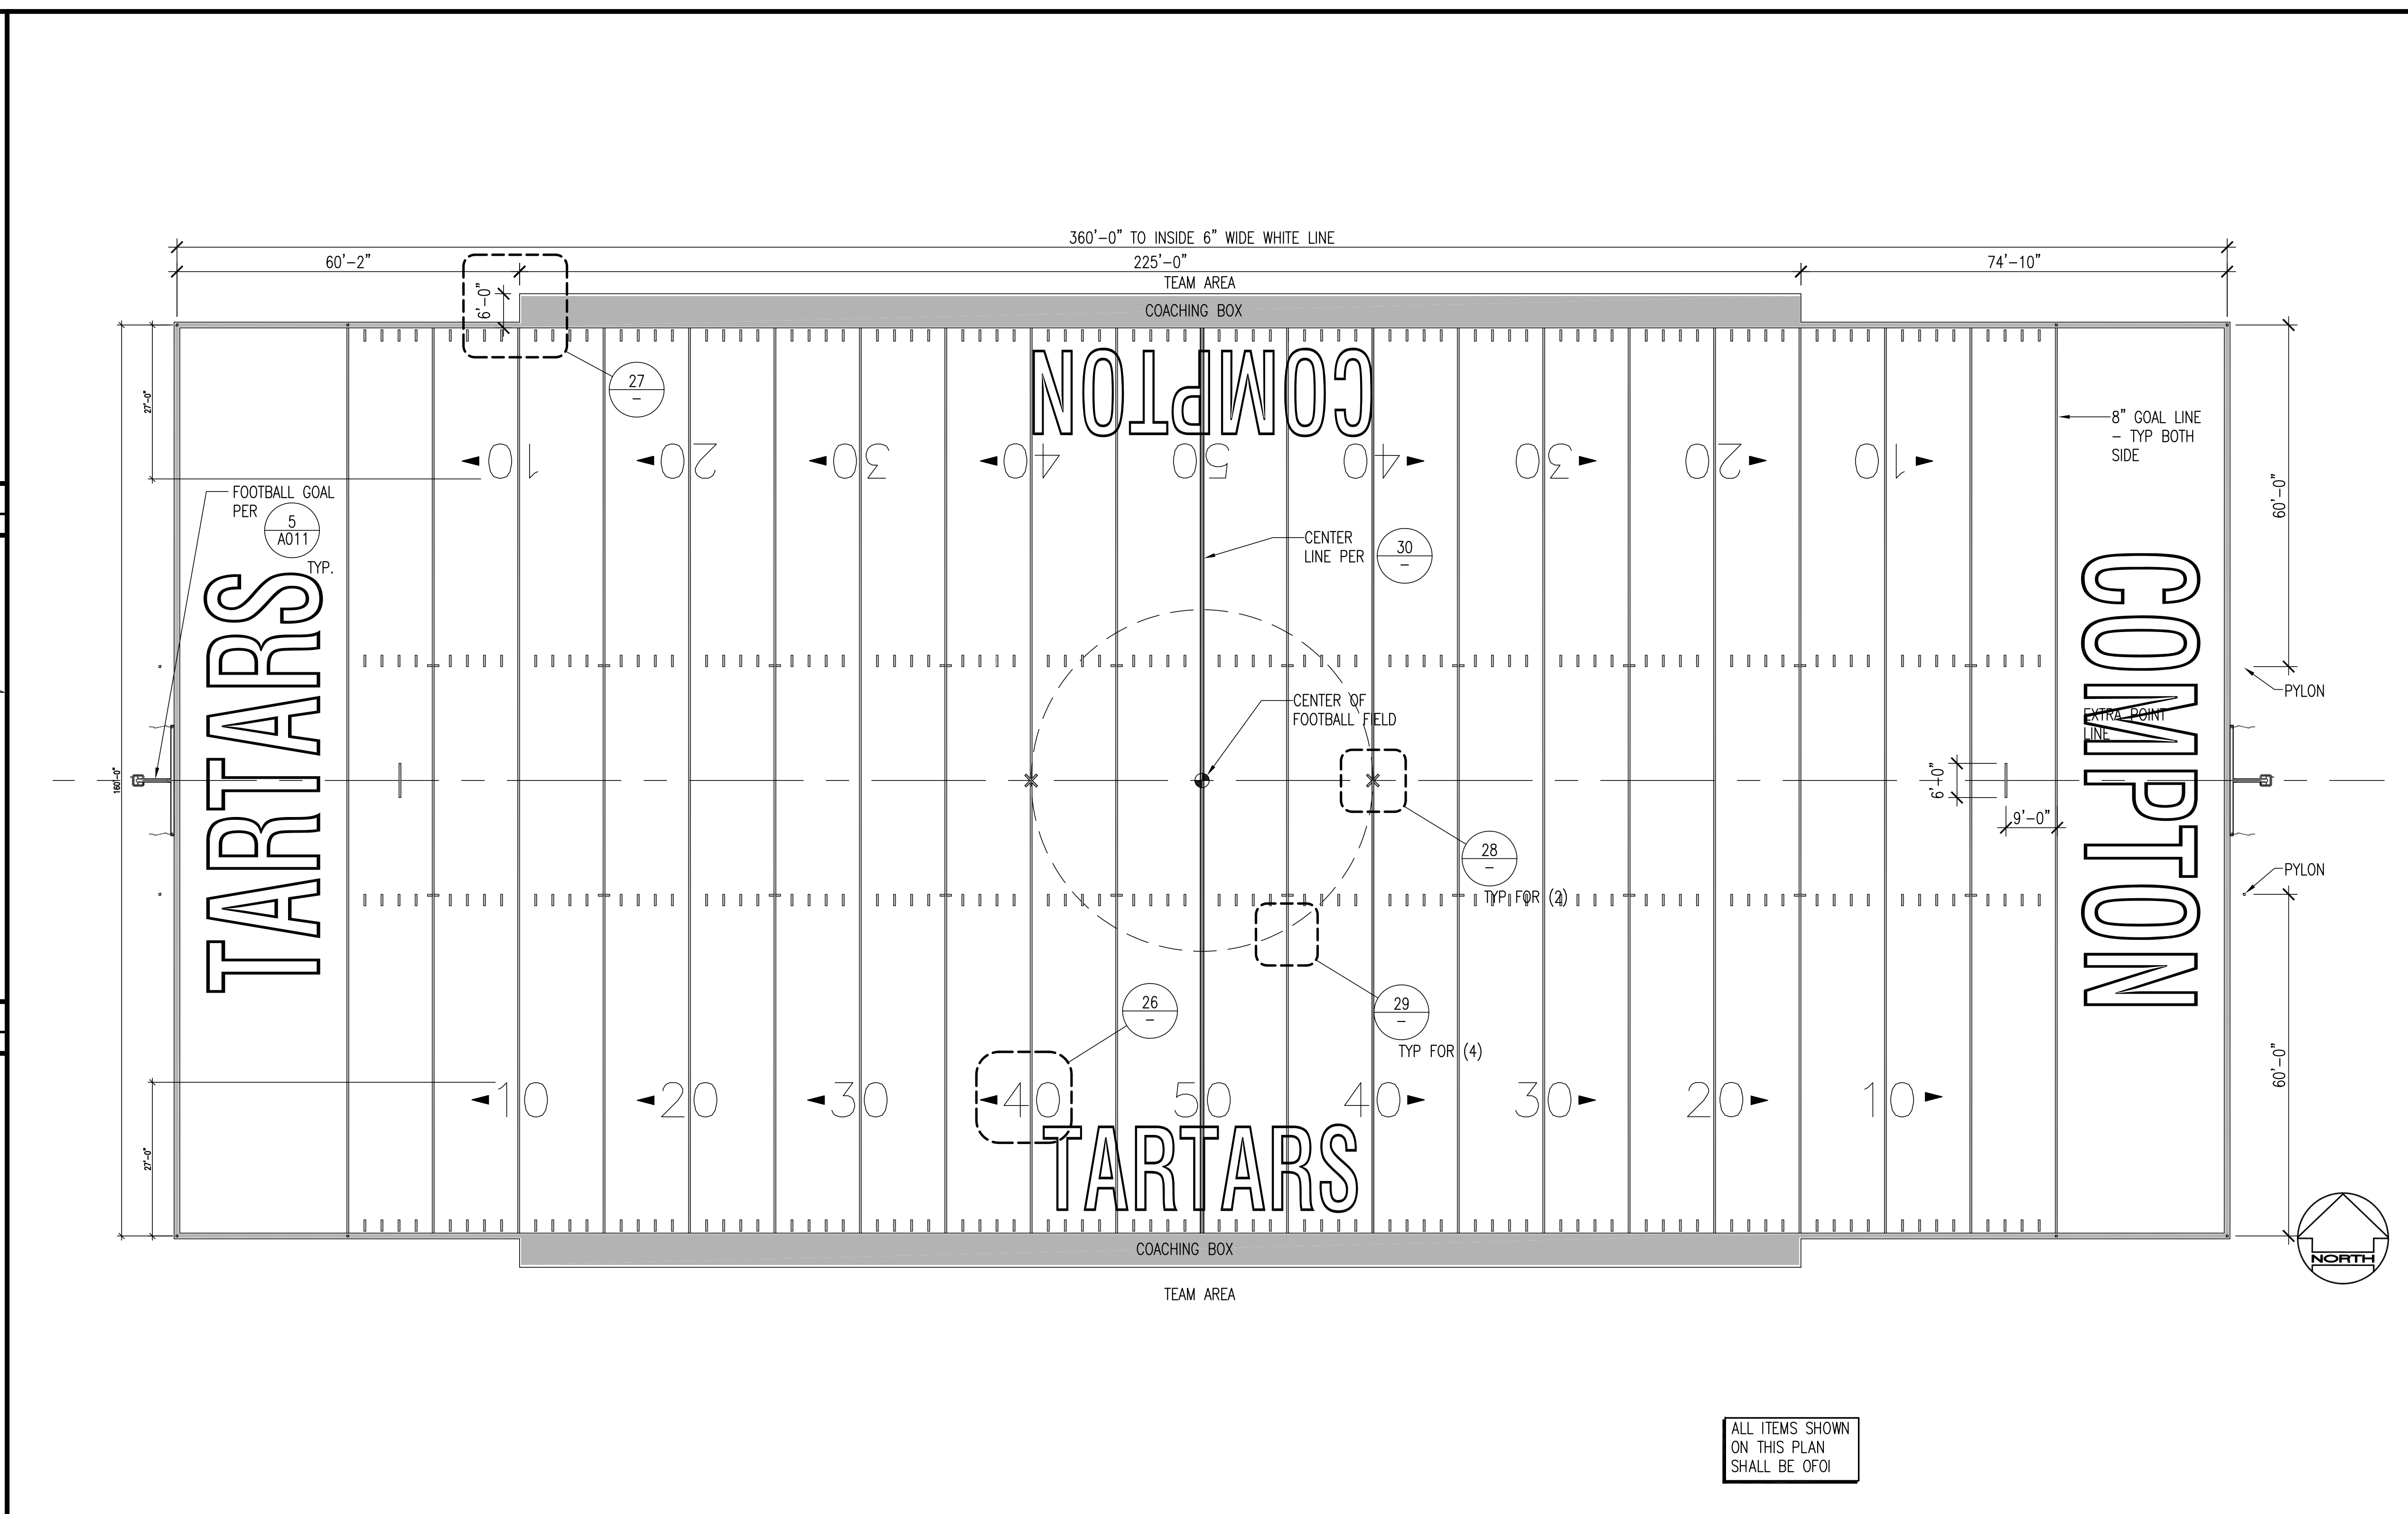 360'-0" TO INSIDE 6" WIDE WHITE LINE
60'-2"
225'-0"
74'-10"
TEAM AREA
6'-0"
COACHING BOX
COMPTON
27
-
27'-0"
8" GOAL LINE
- TYP BOTH
SIDE
10
20
30
40
50
40
30
20
10
FOOTBALL GOAL
PER
5
A011
TYP.
60'-0"
CENTER
LINE PER
30
-
TARTARS
COMPTON
CENTER OF
FOOTBALL FIELD
PYLON
EXTRA POINT
LINE
160'-0"
6'-0"
9'-0"
28
-
TYP FOR (2)
PYLON
26
-
29
-
TYP FOR (4)
60'-0"
27'-0"
10
20
30
40
50
40
30
20
10
TARTARS
COACHING BOX
TEAM AREA
NORTH
ALL ITEMS SHOWN
ON THIS PLAN
SHALL BE OFOI